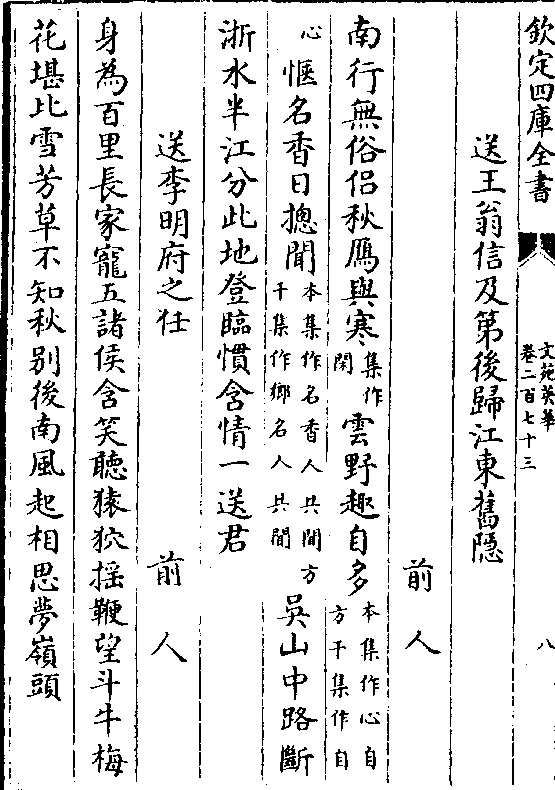 欽定四庫全書
文苑英華
卷二百七十三
八
送王翁信及第後歸江東舊隠
前人
南行無俗侶秋鴈與寒集作閑雲野趣自多本集作心自方干集作自
心愜名香日摠聞本集作名香人共聞方干集作鄉名人共聞吳山中路斷
浙水半江分此地登臨慣含情一送君
送李明府之任
前人
身為百里長家寵五諸侯含笑聽猿狖揺鞭望斗牛梅
花堪比雪芳草不知秋别後南風起相思夢嶺頭